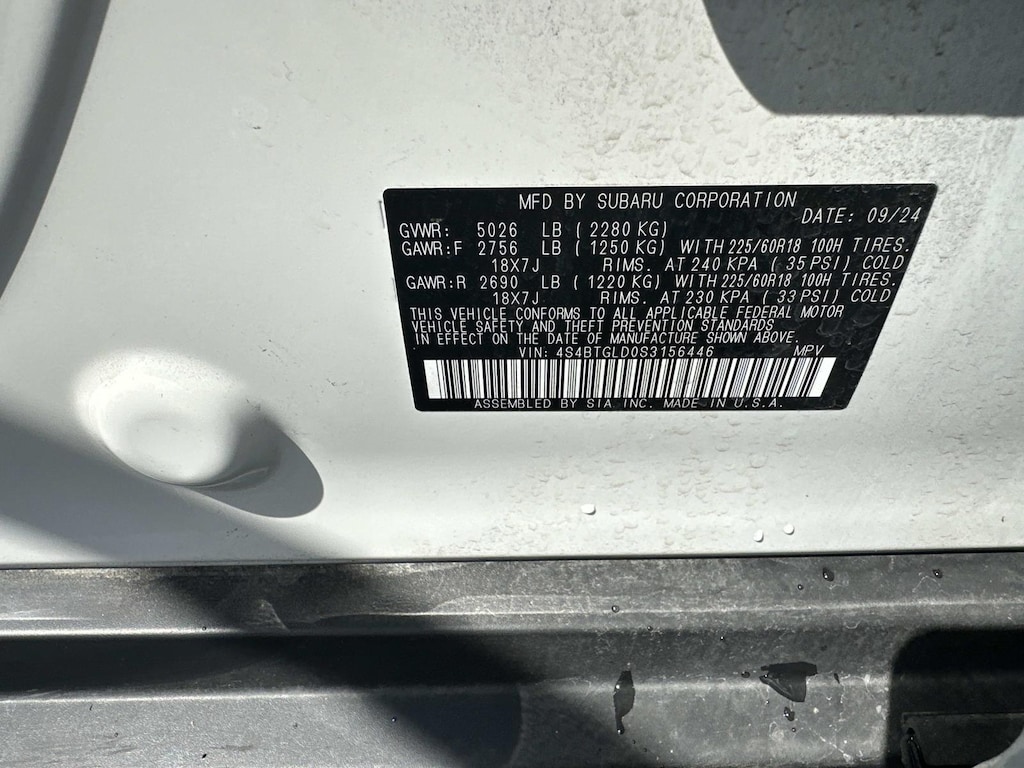 MFD BY SUBARU CORPORATION
DATE: 09/24
GVWR: 5026 LB ( 2280 KG)
GAWR:F 2756 LB ( 1250 KG) WITH 225/60R18 100H TIRES.
18X7J RIMS. AT 240 KPA ( 35 PSI) COLD
GAWR:R 2690 LB ( 1220 KG) WITH 225/60R18 100H TIRES.
18X7J RIMS. AT 230 KPA ( 33 PSI) COLD
THIS VEHICLE CONFORMS TO ALL APPLICABLE FEDERAL MOTOR
VEHICLE SAFETY AND THEFT PREVENTION STANDARDS
IN EFFECT ON THE DATE OF MANUFACTURE SHOWN ABOVE.
VIN: 4S4BTGLD0S3156446 MPV
ASSEMBLED BY SIA INC. MADE IN U.S.A.